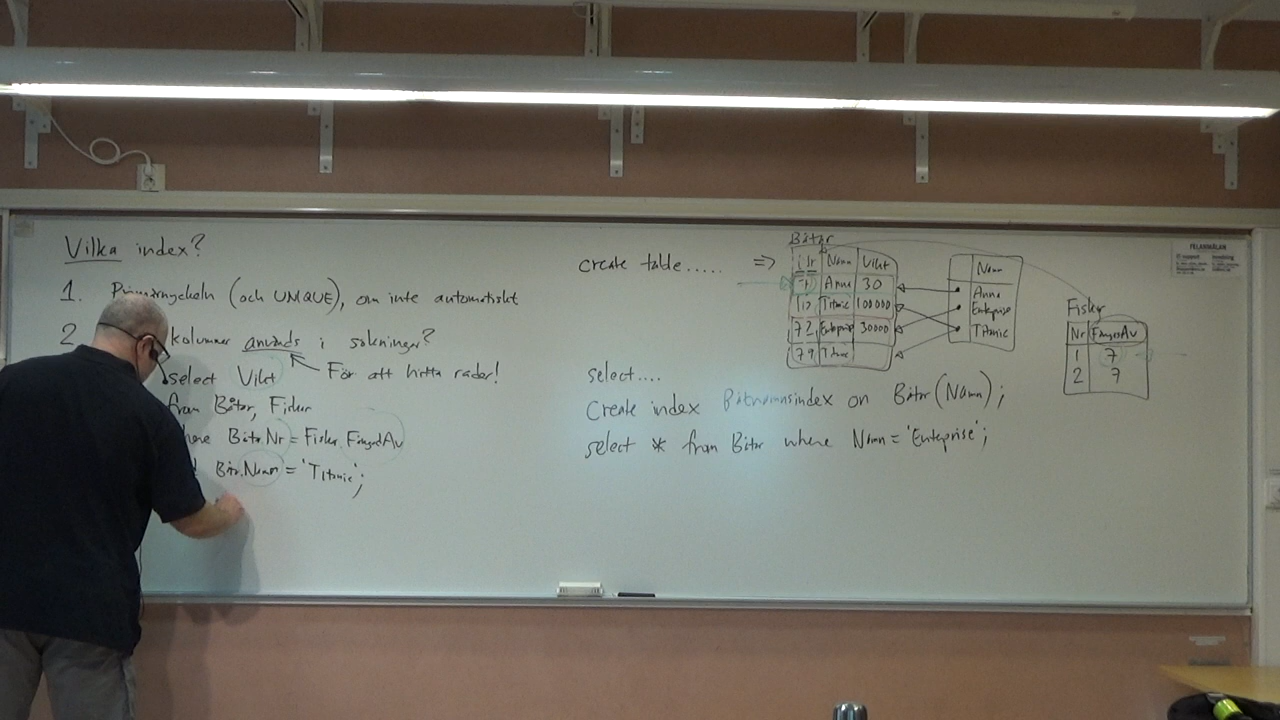 Vilka index?
1. Primärnyckeln (och UNIQUE), om inte automatiskt
2. kolumner används i sökningar?
För att hitta rader!
select Vikt
from Båtar, Fiskar
Båtar.Nr = Fiskar.FångadAv
Båtar.Namn = 'Titanic';
create table..... =>
select....
Create index Båtnamnsindex on Båtar(Namn);
select * from Båtar where Namn = 'Enterprise';
Båtar
Nr Namn Vikt
7 Anna 30
Titanic 100000
72 Enterprise 30000
79 Titanic
Namn
Anna
Enterprise
Titanic
Fiskar
Nr FångadAv
1 7
2 7
FELANMÄLAN